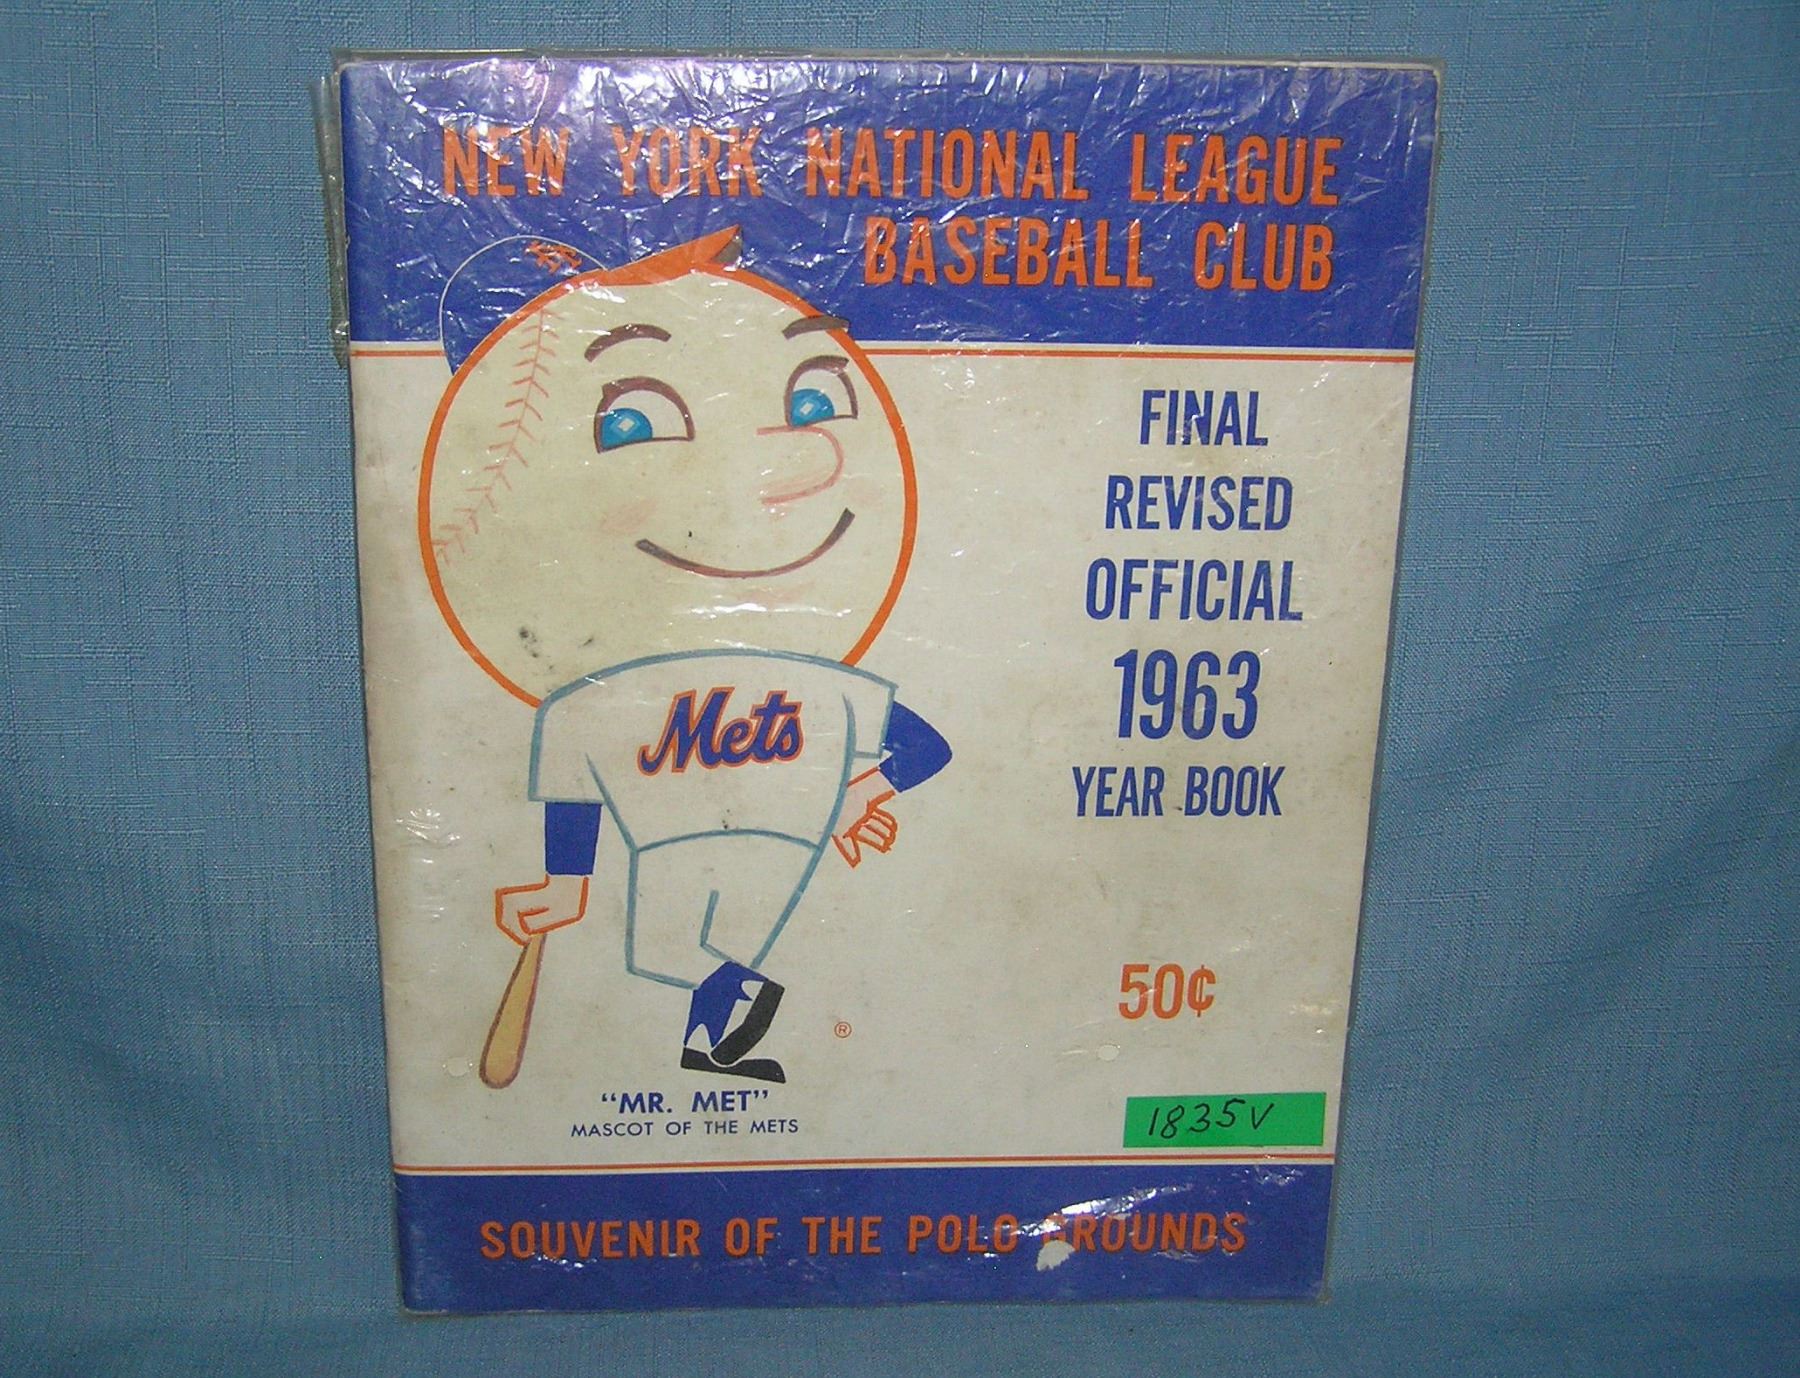 NEW YORK NATIONAL LEAGUE
BASEBALL CLUB
FINAL
REVISED
OFFICIAL
1963
YEAR BOOK
Mets
50¢
®
"MR. MET"
MASCOT OF THE METS
1835V
SOUVENIR OF THE POLO GROUNDS